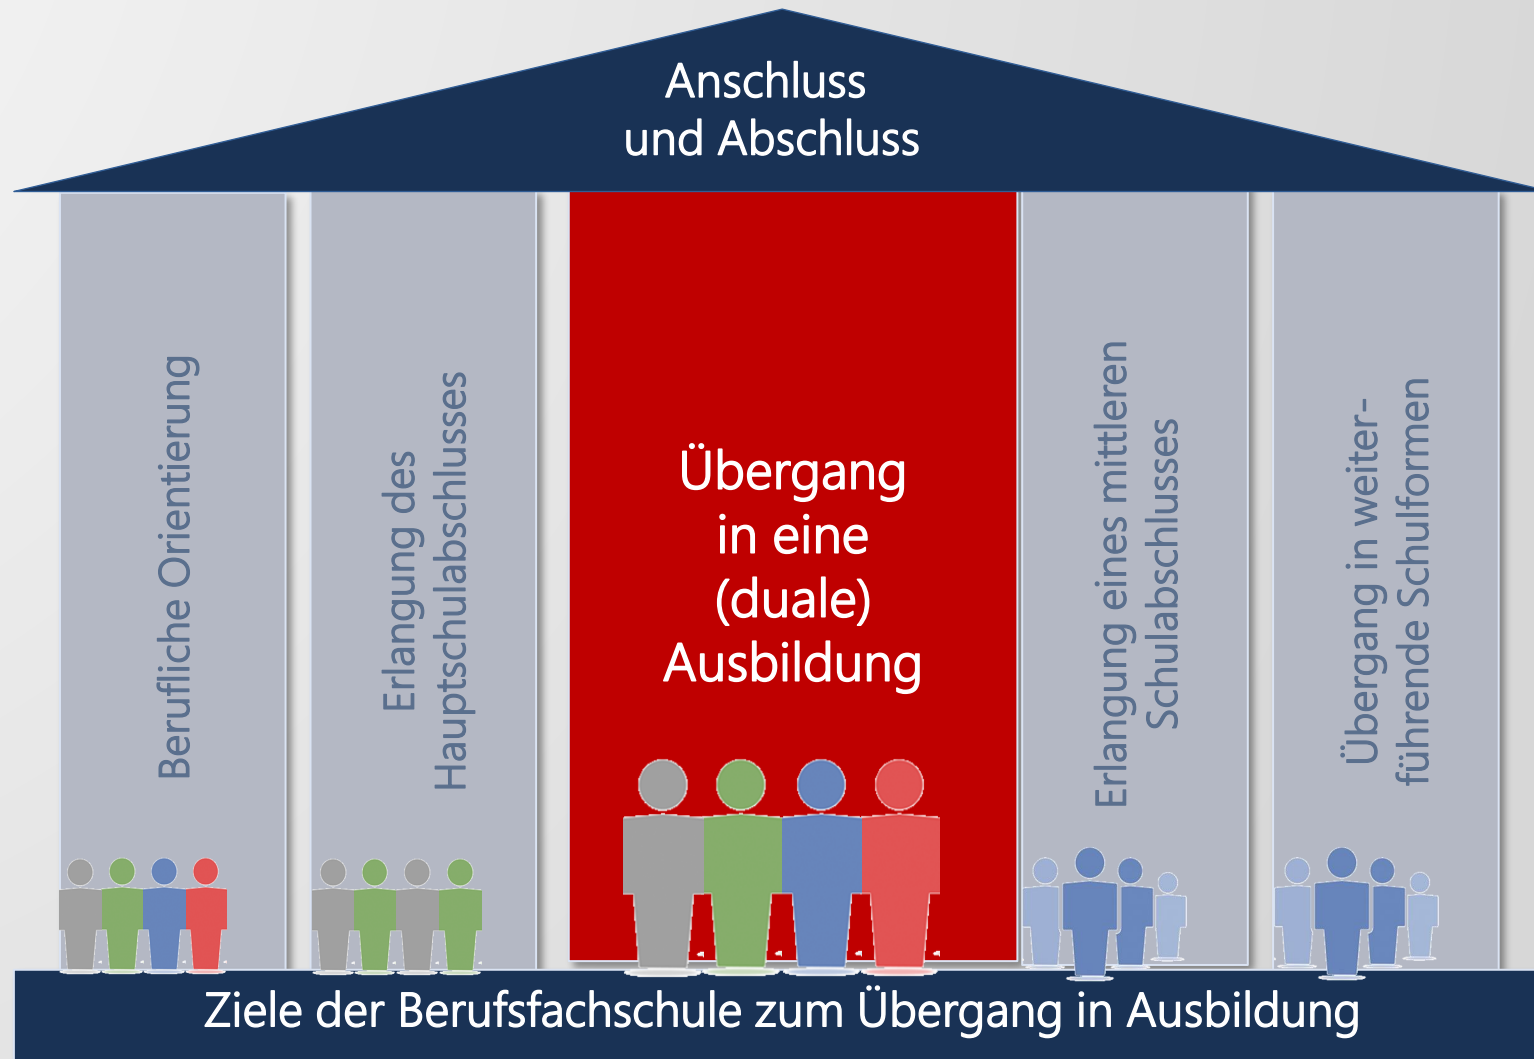 Anschluss
und Abschluss
Berufliche Orientierung
Erlangung des
Hauptschulabschlusses
Übergang
in eine
(duale)
Ausbildung
Erlangung eines mittleren
Schulabschlusses
Übergang in weiter-
führende Schulformen
Ziele der Berufsfachschule zum Übergang in Ausbildung